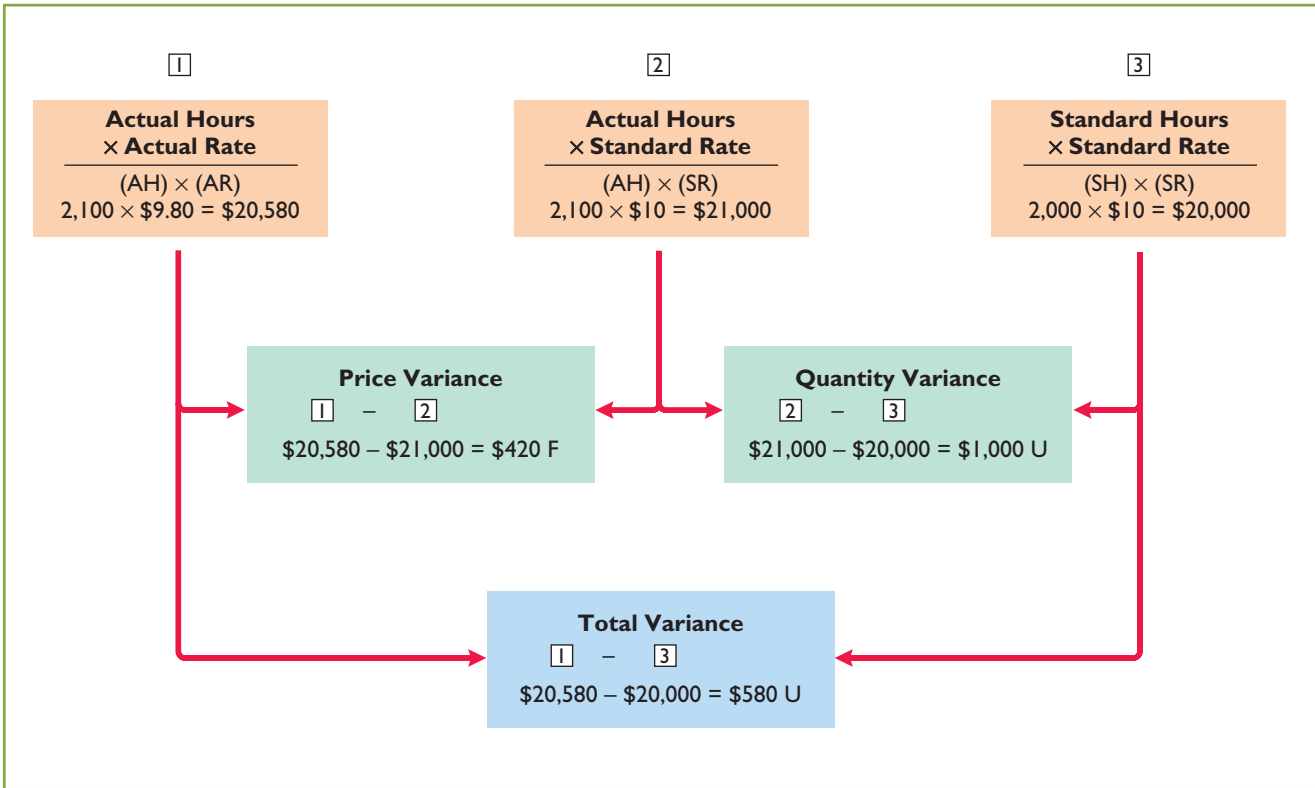 1
2
3
Actual Hours
× Actual Rate
(AH) × (AR)
2,100 × $9.80 = $20,580
Actual Hours
× Standard Rate
(AH) × (SR)
2,100 × $10 = $21,000
Standard Hours
× Standard Rate
(SH) × (SR)
2,000 × $10 = $20,000
Price Variance
1 – 2
$20,580 – $21,000 = $420 F
Quantity Variance
2 – 3
$21,000 – $20,000 = $1,000 U
Total Variance
1 – 3
$20,580 – $20,000 = $580 U